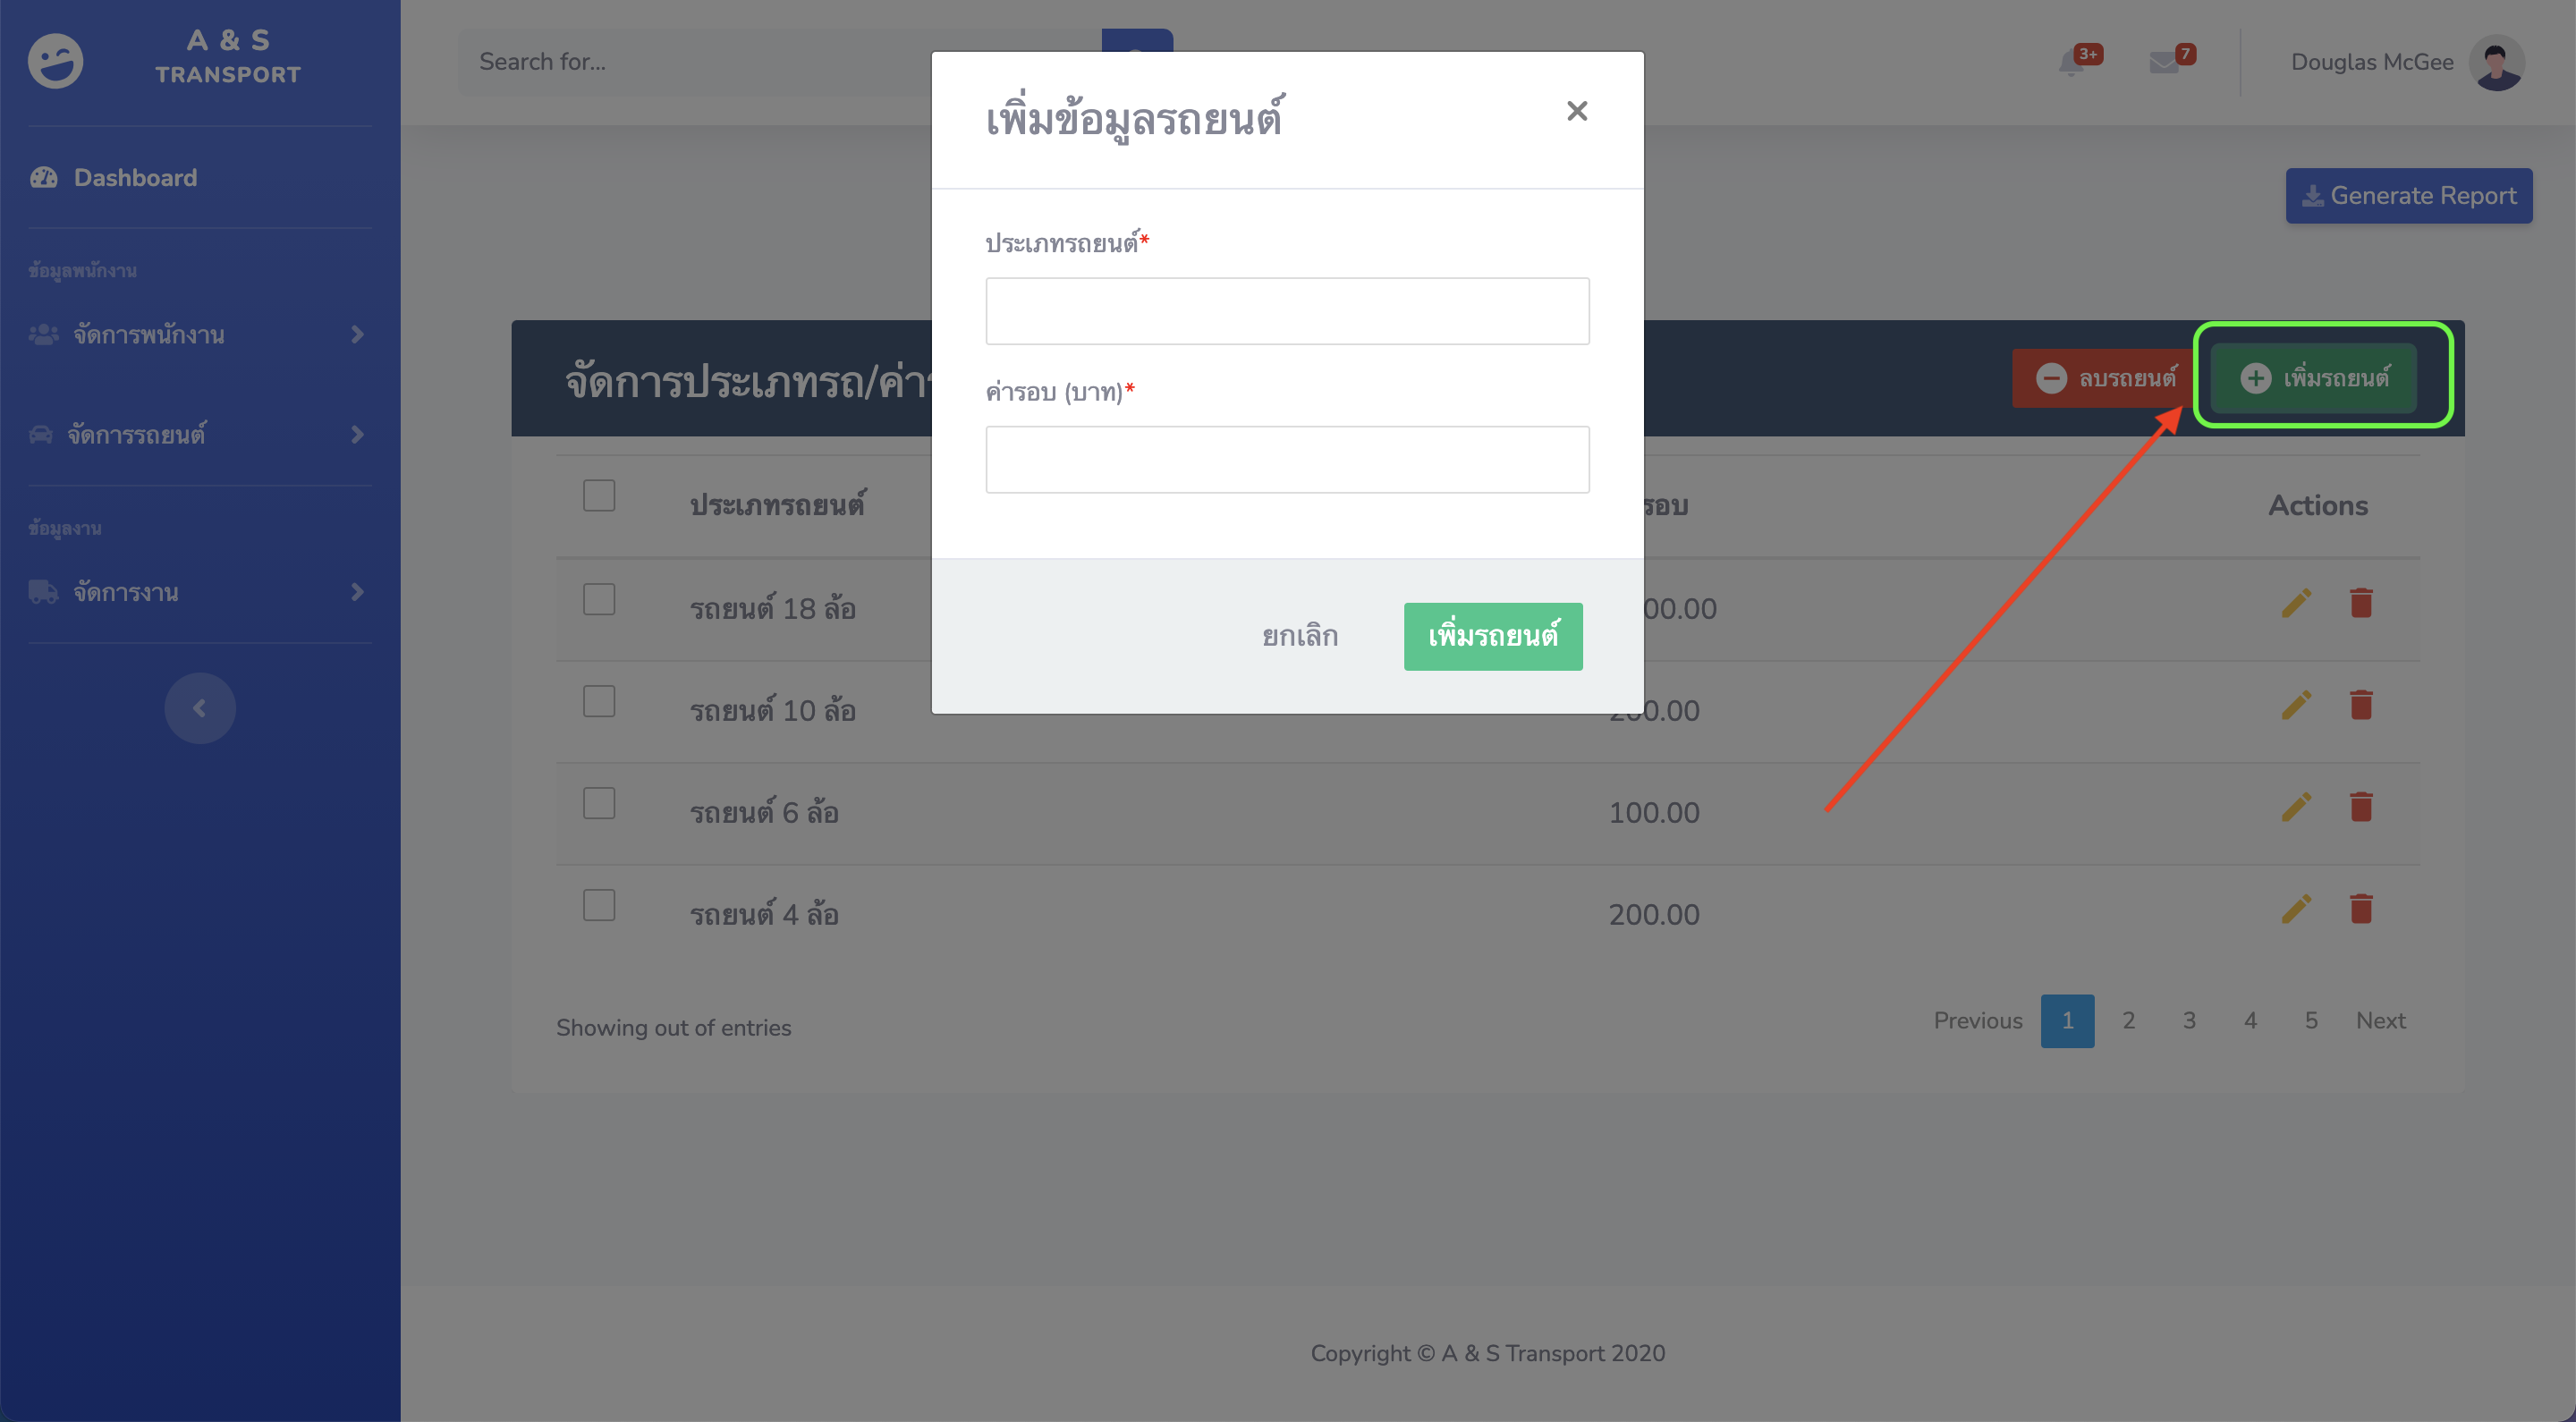 A & S
TRANSPORT
Dashboard
ข้อมูลพนักงาน
จัดการพนักงาน
จัดการรถยนต์
ข้อมูลงาน
จัดการงาน
Search for...
3+
7
Douglas McGee
Generate Report
เพิ่มข้อมูลรถยนต์
ประเภทรถยนต์*
ค่ารอบ (บาท)*
ยกเลิก
เพิ่มรถยนต์
จัดการประเภทรถ/ค่า
ลบรถยนต์
เพิ่มรถยนต์
ประเภทรถยนต์ รอบ Actions
รถยนต์ 18 ล้อ 00.00
รถยนต์ 10 ล้อ 200.00
รถยนต์ 6 ล้อ 100.00
รถยนต์ 4 ล้อ 200.00
Showing out of entries
Previous 1 2 3 4 5 Next
Copyright © A & S Transport 2020